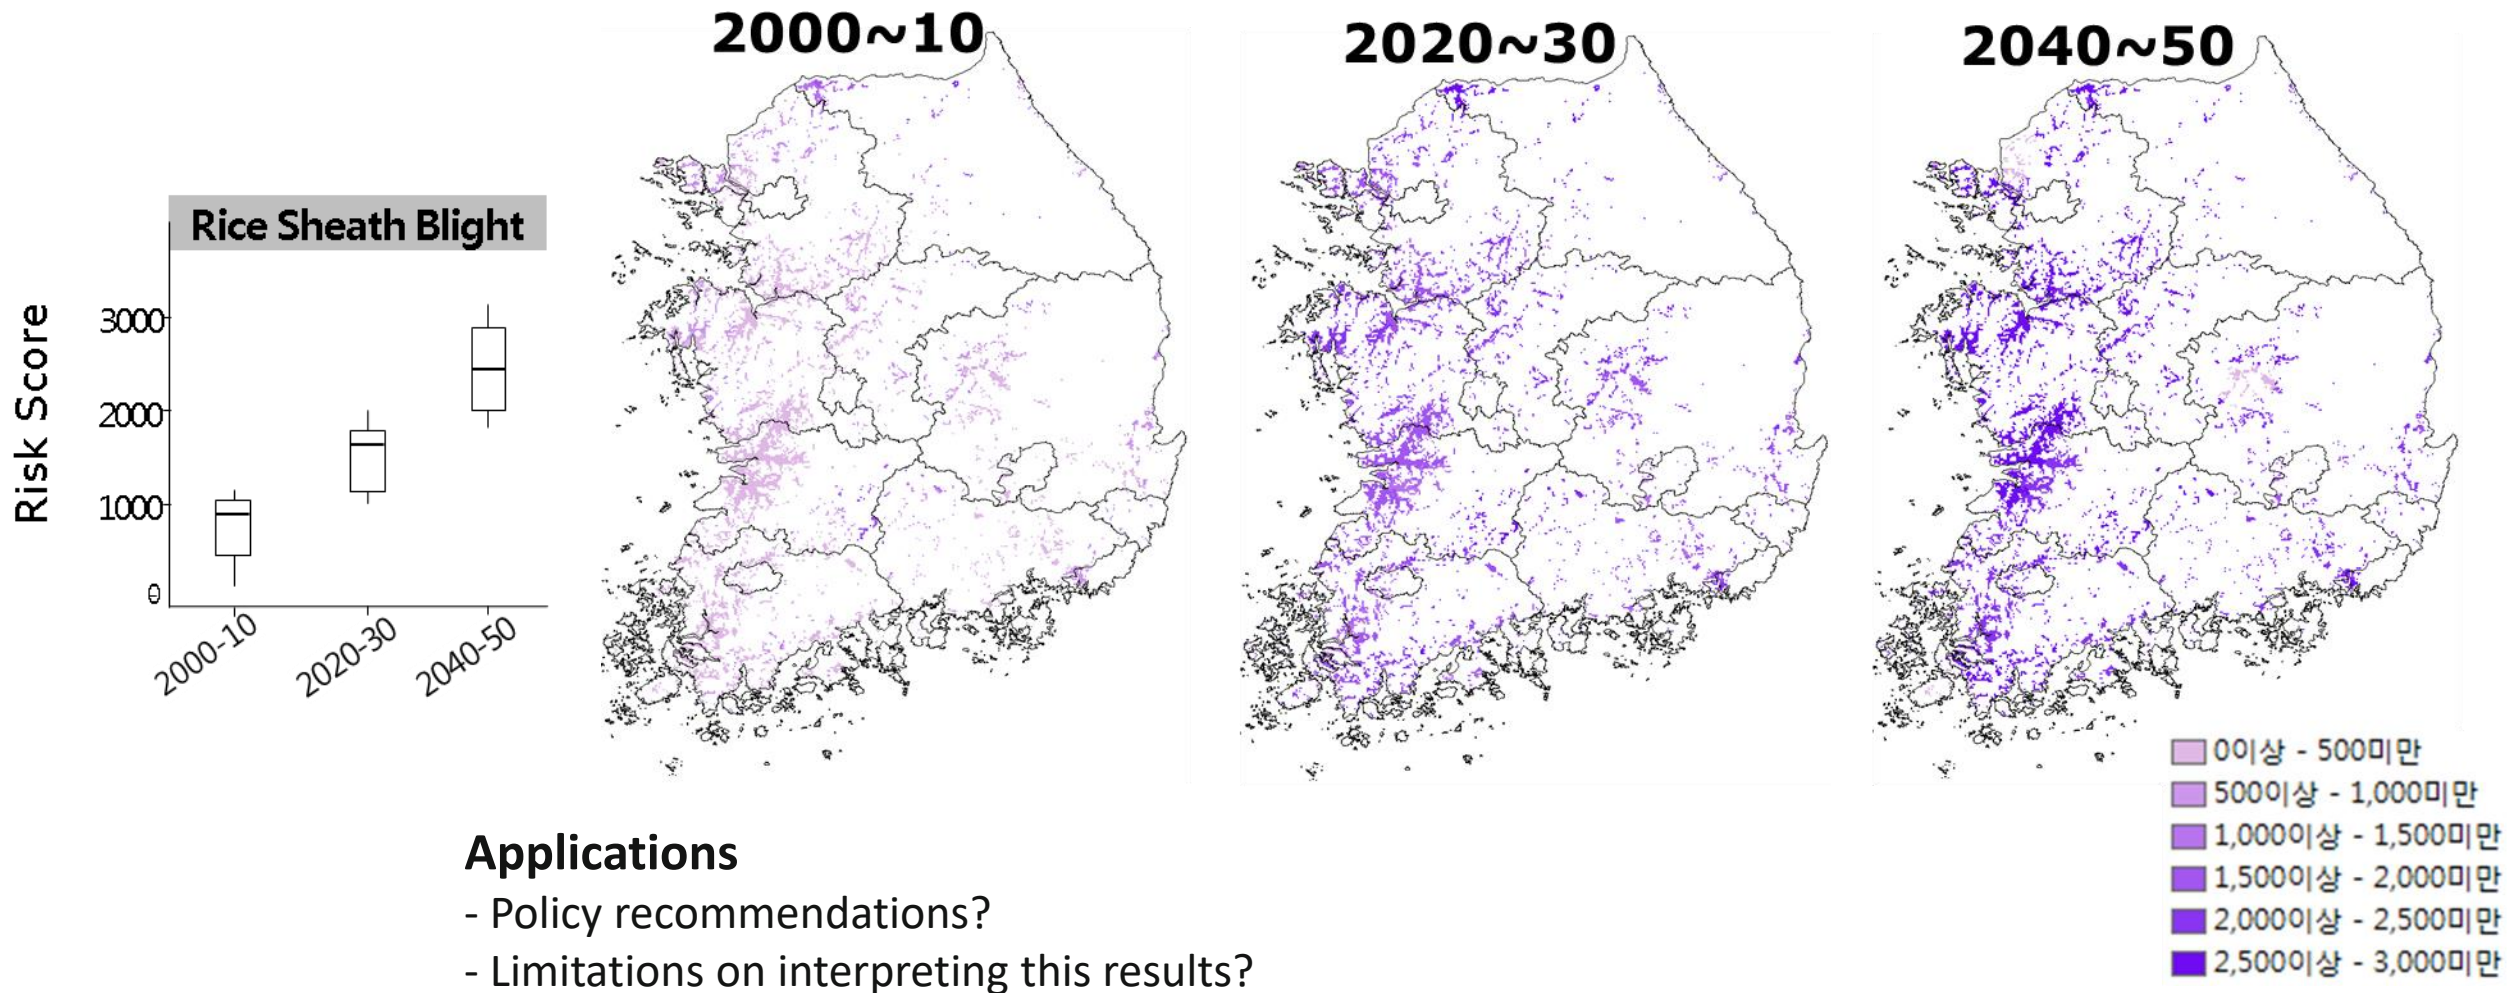 2000~10
2020~30
2040~50
Rice Sheath Blight
Risk Score
3000
2000
1000
0
2000-10
2020-30
2040-50
0이상 - 500미만
500이상 - 1,000미만
1,000이상 - 1,500미만
1,500이상 - 2,000미만
2,000이상 - 2,500미만
2,500이상 - 3,000미만
Applications
- Policy recommendations?
- Limitations on interpreting this results?